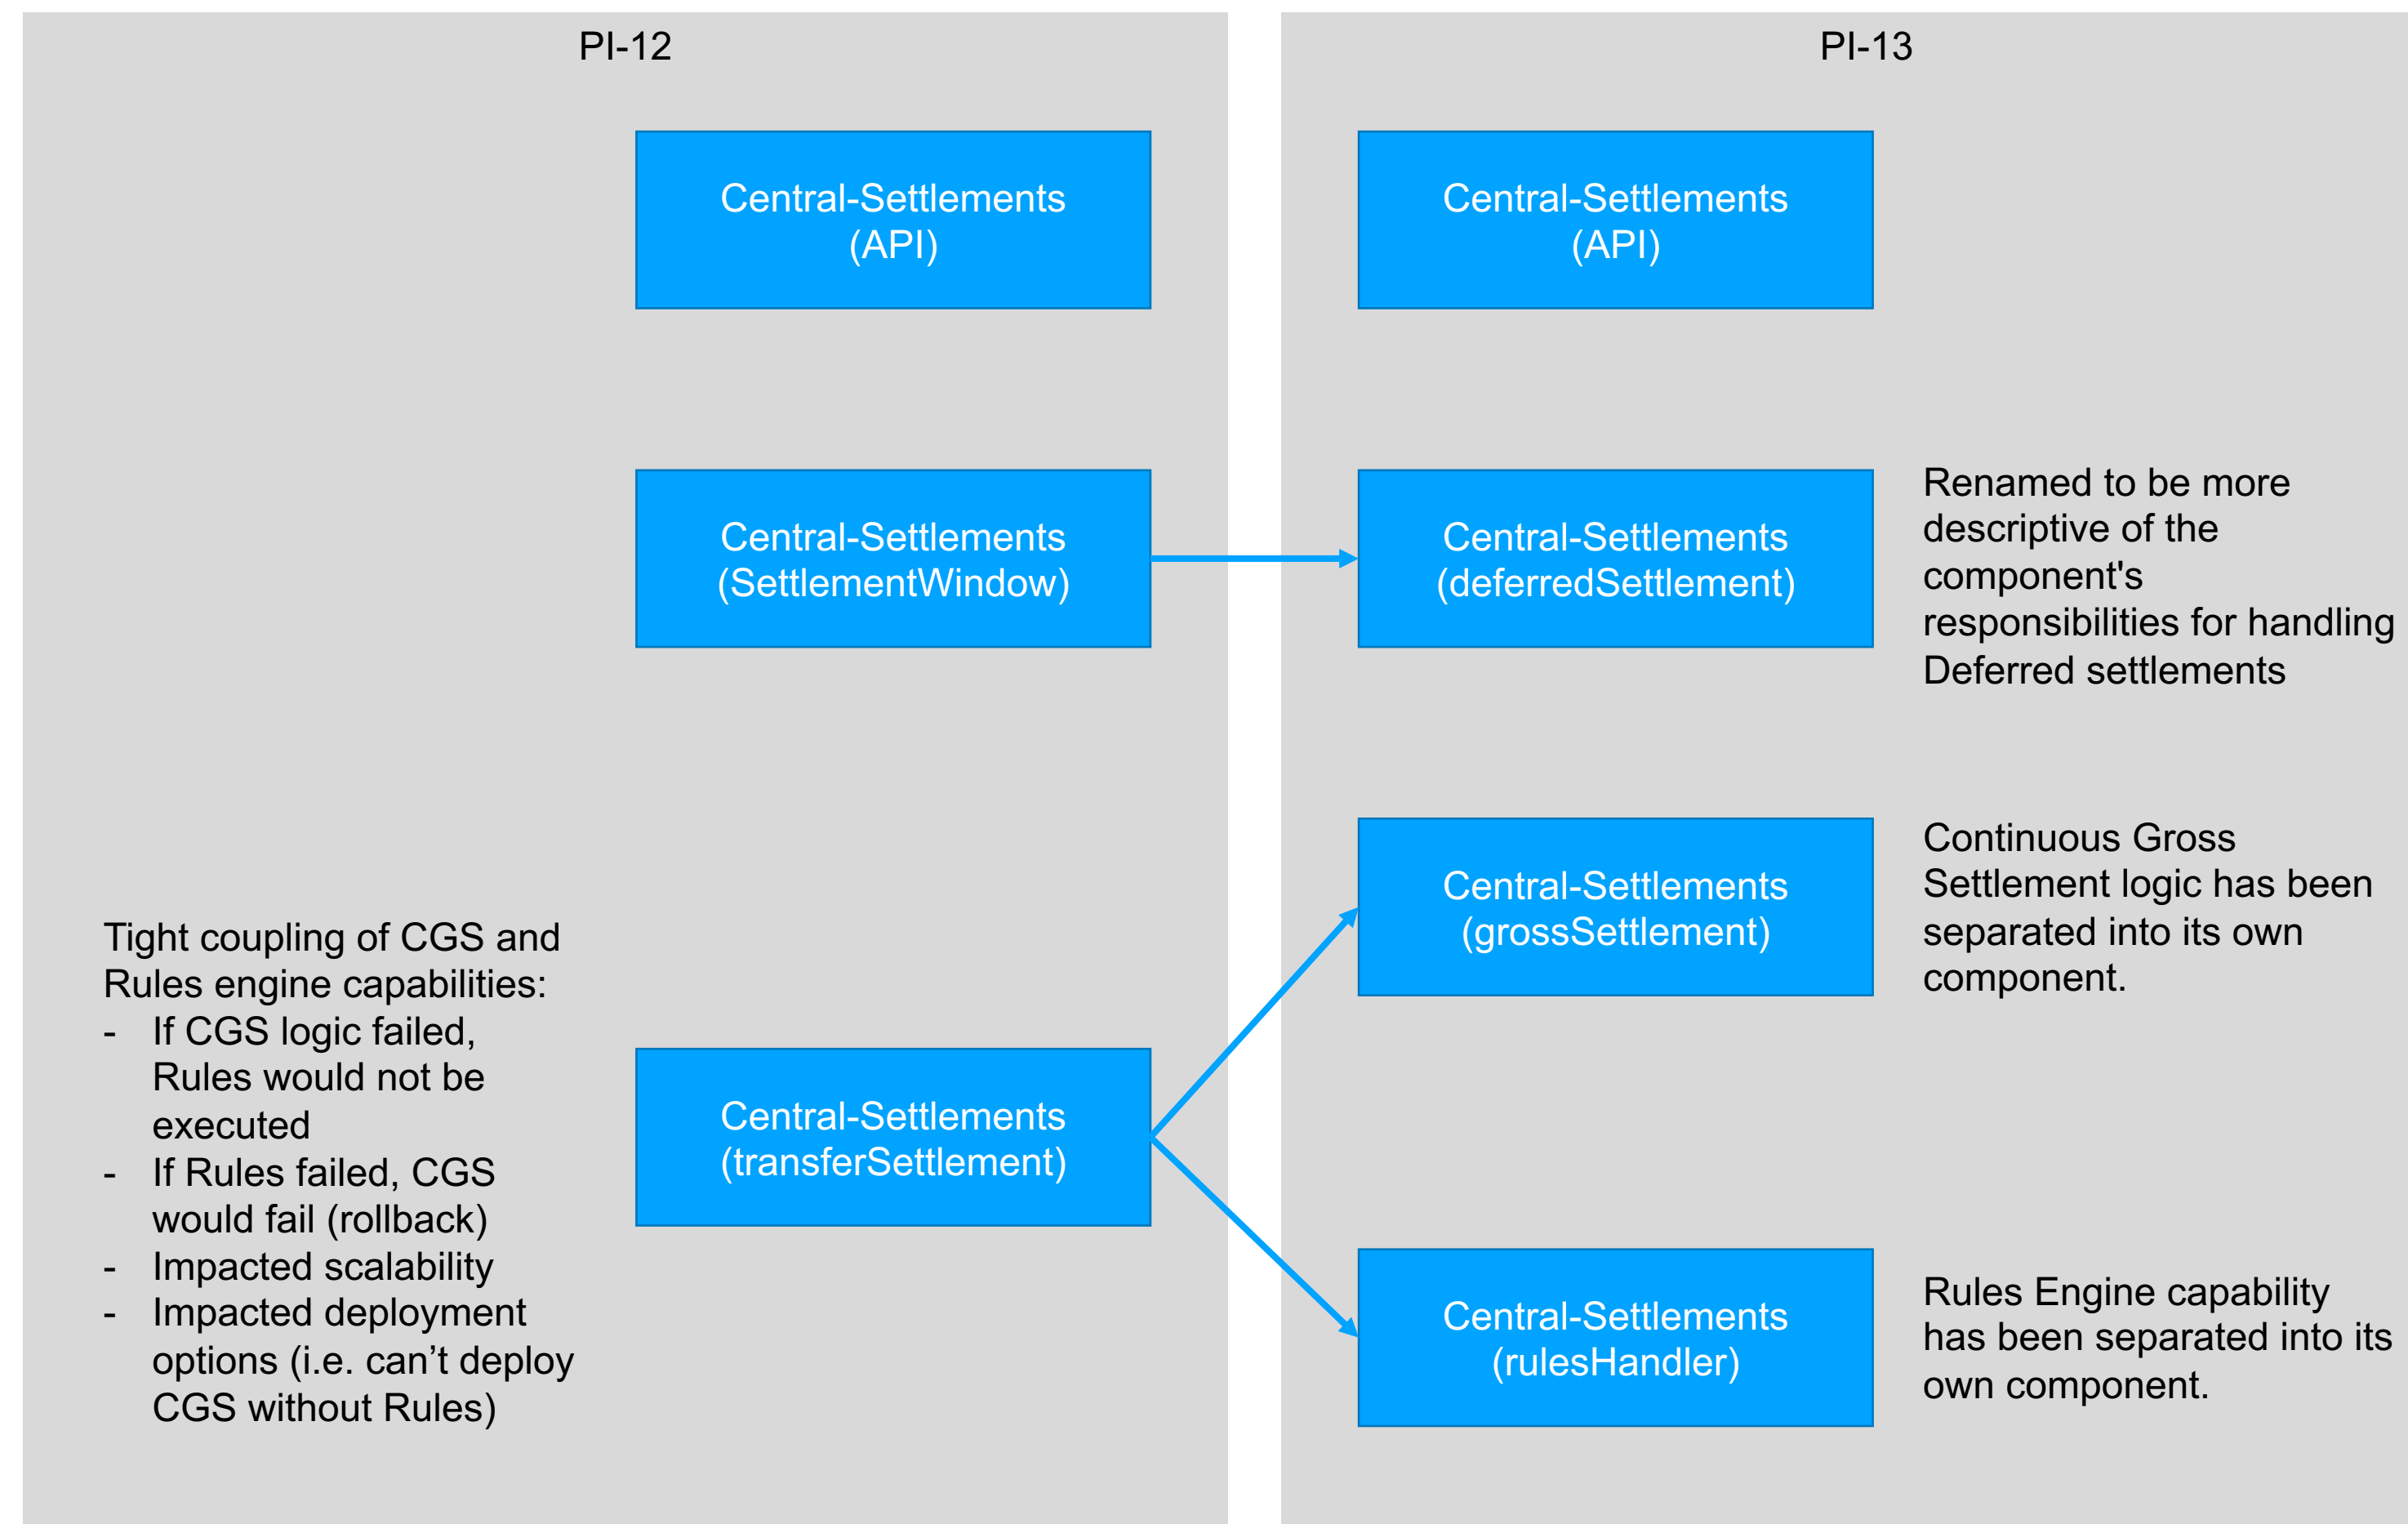 PI-12
Central-Settlements
(API)
Central-Settlements
(SettlementWindow)
Tight coupling of CGS and
Rules engine capabilities:
- If CGS logic failed,
Rules would not be
executed
- If Rules failed, CGS
would fail (rollback)
- Impacted scalability
- Impacted deployment
options (i.e. can’t deploy
CGS without Rules)
Central-Settlements
(transferSettlement)
PI-13
Central-Settlements
(API)
Central-Settlements
(deferredSettlement)
Renamed to be more
descriptive of the
component's
responsibilities for handling
Deferred settlements
Central-Settlements
(grossSettlement)
Continuous Gross
Settlement logic has been
separated into its own
component.
Central-Settlements
(rulesHandler)
Rules Engine capability
has been separated into its
own component.